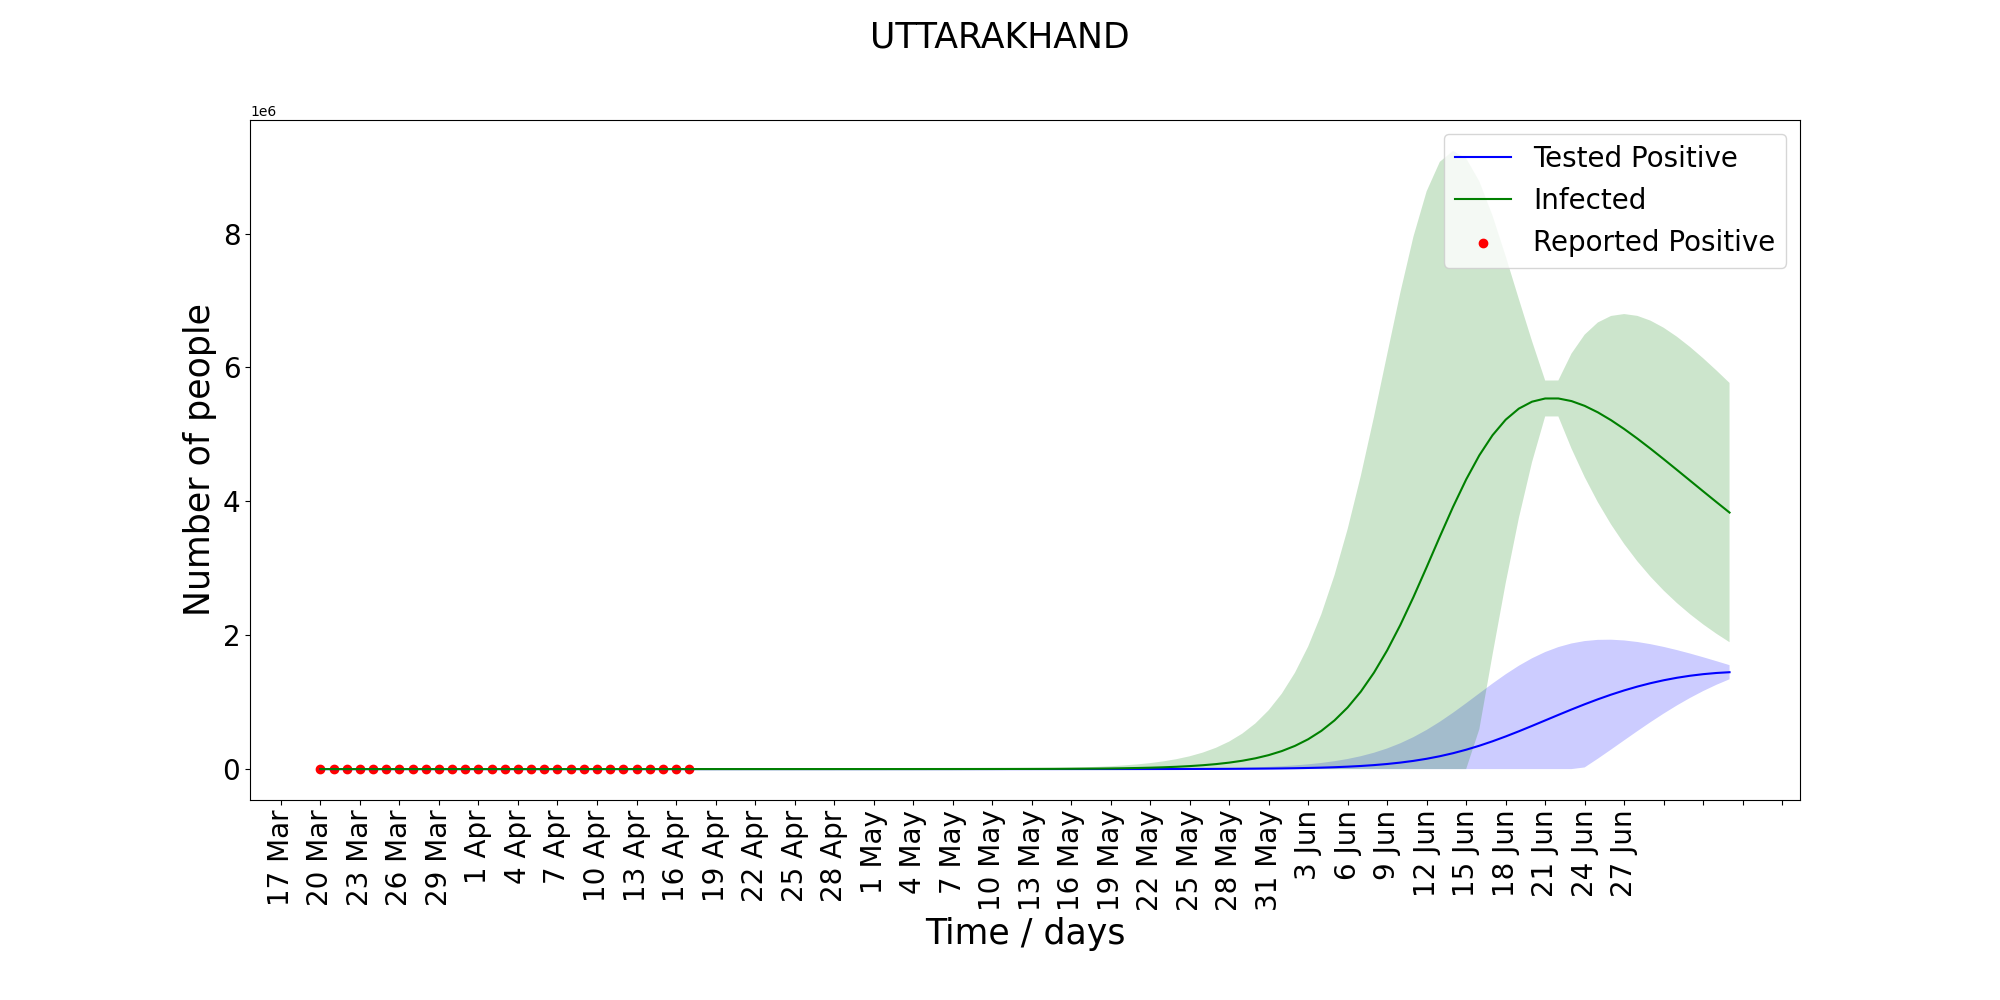 UTTARAKHAND
1e6
Tested Positive
Infected
Reported Positive
8
6
4
2
0
Number of people
17 Mar
20 Mar
23 Mar
26 Mar
29 Mar
1 Apr
4 Apr
7 Apr
10 Apr
13 Apr
16 Apr
19 Apr
22 Apr
25 Apr
28 Apr
1 May
4 May
7 May
10 May
13 May
16 May
19 May
22 May
25 May
28 May
31 May
3 Jun
6 Jun
9 Jun
12 Jun
15 Jun
18 Jun
21 Jun
24 Jun
27 Jun
Time / days